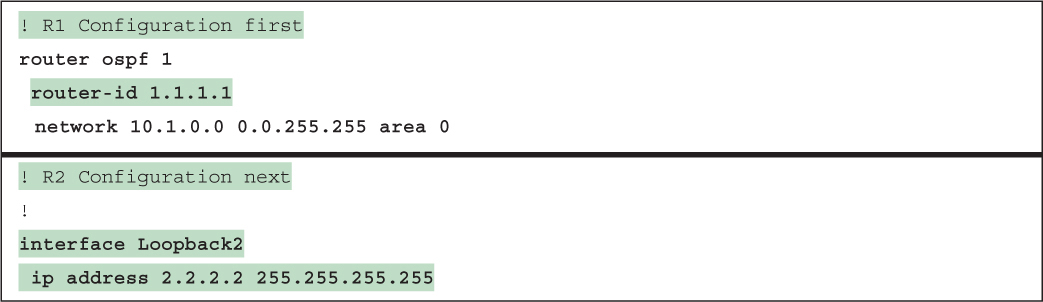 ! R1 Configuration first
router ospf 1
router-id 1.1.1.1
network 10.1.0.0 0.0.255.255 area 0
! R2 Configuration next
!
interface Loopback2
ip address 2.2.2.2 255.255.255.255